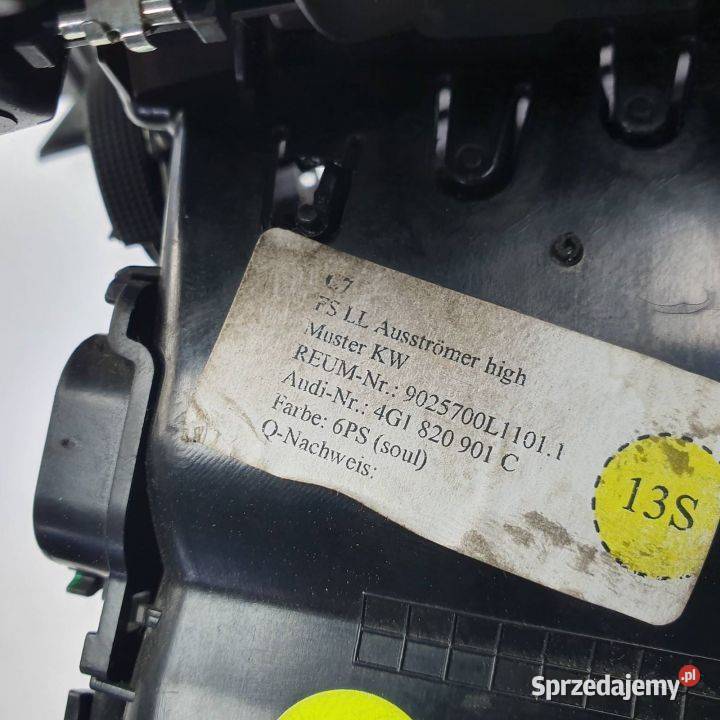 C7
FS LL Ausströmer high
Muster KW
REUM-Nr.: 9025700L1101.1
Audi-Nr.: 4G1 820 901 C
Farbe: 6PS (soul)
Q-Nachweis:
13S
Sprzedajemy.pl